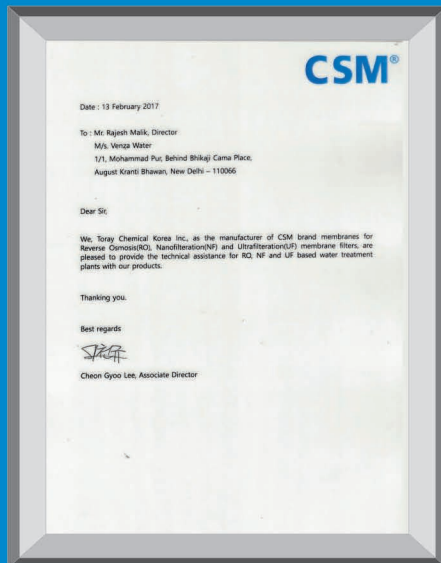 CSM®
Date : 13 February 2017
To : Mr. Rajesh Malik, Director
M/s. Venza Water
1/1, Mohammad Pur, Behind Bhikaji Cama Place,
August Kranti Bhawan, New Delhi – 110066
Dear Sir,
We, Toray Chemical Korea Inc., as the manufacturer of CSM brand membranes for
Reverse Osmosis(RO), Nanofilteration(NF) and Ultrafilteration(UF) membrane filters, are
pleased to provide the technical assistance for RO, NF and UF based water treatment
plants with our products.
Thanking you.
Best regards
Cheon Gyoo Lee, Associate Director